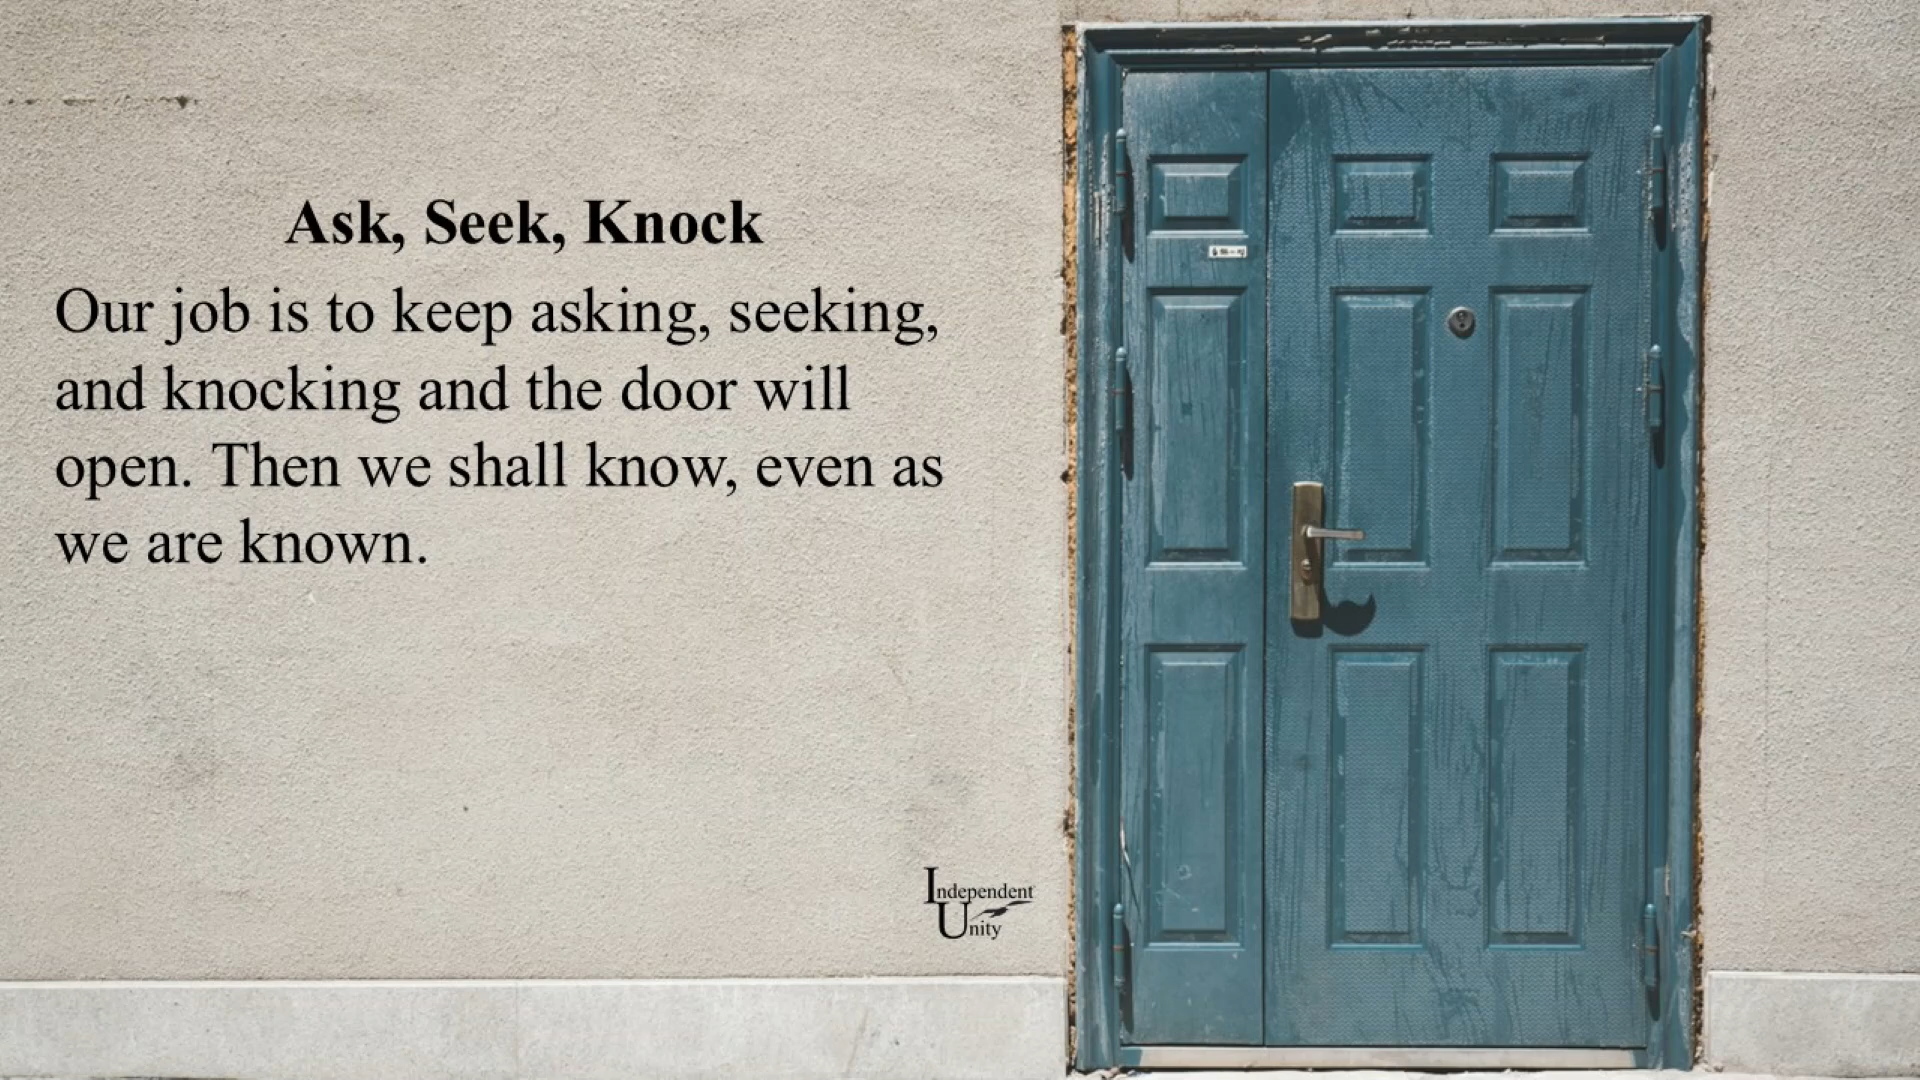 Ask, Seek, Knock
Our job is to keep asking, seeking,
and knocking and the door will
open. Then we shall know, even as
we are known.
Independent
Unity